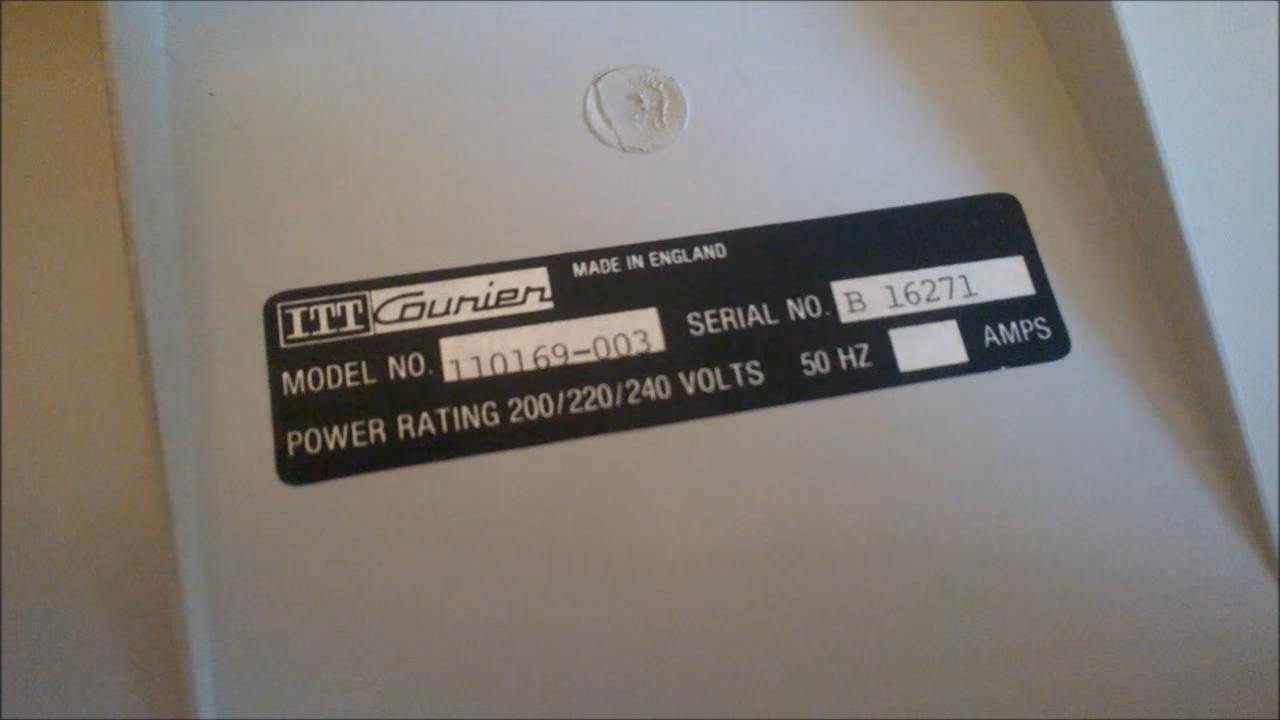 MADE IN ENGLAND
ITT Courier
MODEL NO. 110169-003 SERIAL NO. B 16271
POWER RATING 200/220/240 VOLTS 50 HZ AMPS